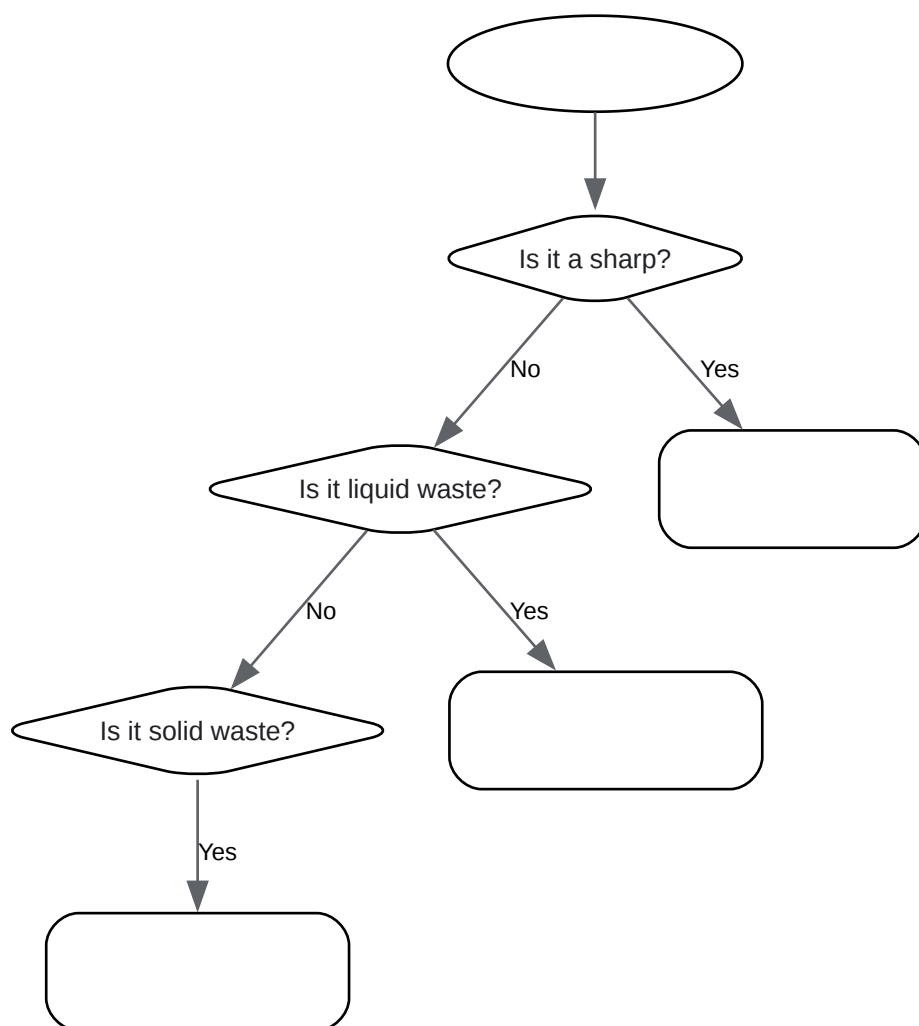 Is it a sharp?
No
Yes
Is it liquid waste?
No
Yes
Is it solid waste?
Yes